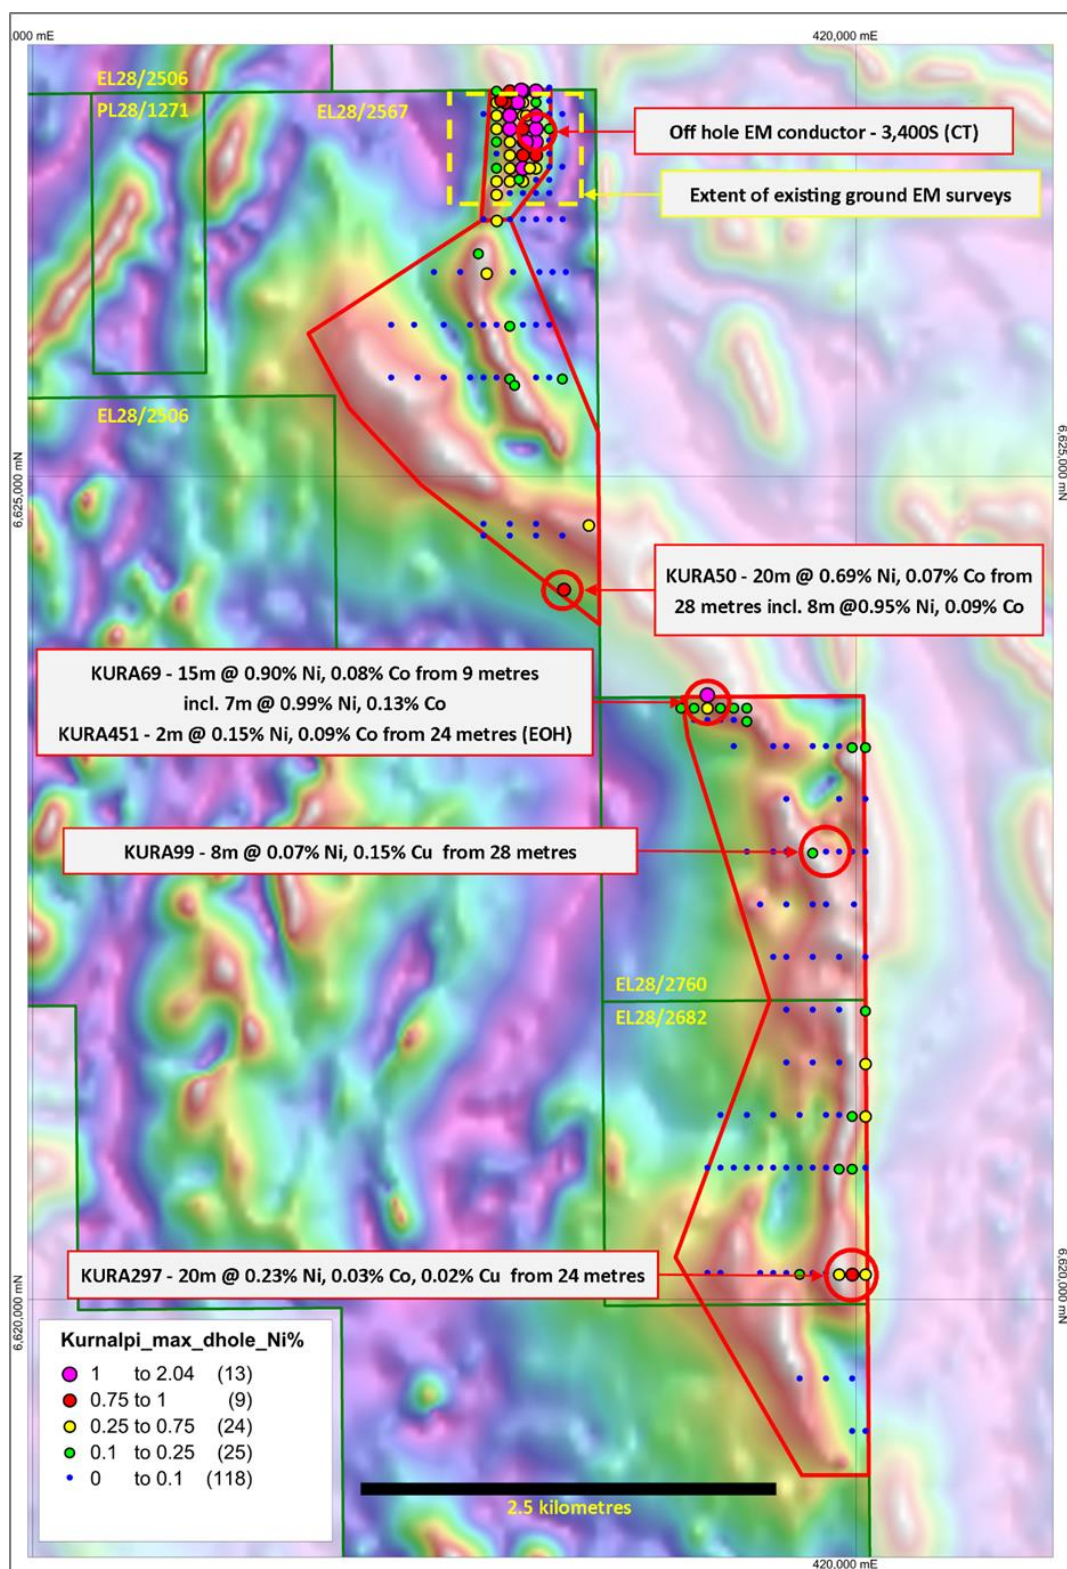 ,000 mE
420,000 mE
EL28/2506
PL28/1271
EL28/2567
Off hole EM conductor - 3,400S (CT)
Extent of existing ground EM surveys
EL28/2506
6,625,000 mN
6,625,000 mN
KURA50 - 20m @ 0.69% Ni, 0.07% Co from
28 metres incl. 8m @0.95% Ni, 0.09% Co
KURA69 - 15m @ 0.90% Ni, 0.08% Co from 9 metres
incl. 7m @ 0.99% Ni, 0.13% Co
KURA451 - 2m @ 0.15% Ni, 0.09% Co from 24 metres (EOH)
KURA99 - 8m @ 0.07% Ni, 0.15% Cu from 28 metres
EL28/2760
EL28/2682
KURA297 - 20m @ 0.23% Ni, 0.03% Co, 0.02% Cu from 24 metres
6,620,000 mN
6,620,000 mN
Kurnalpi_max_dhole_Ni%
1 to 2.04 (13)
0.75 to 1 (9)
0.25 to 0.75 (24)
0.1 to 0.25 (25)
0 to 0.1 (118)
2.5 kilometres
420,000 mE